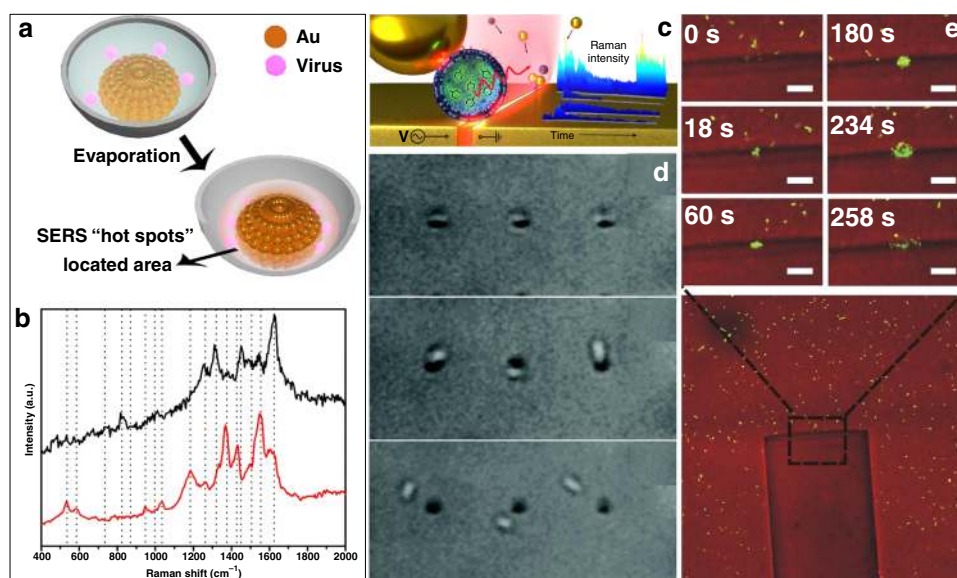 a
Au
Virus
Evaporation
SERS “hot spots”
located area
b
Intensity (a.u.)
400 600 800 1000 1200 1400 1600 1800 2000
Raman shift (cm⁻¹)
c
Raman
intensity
V
Time
d
e
0 s
180 s
18 s
234 s
60 s
258 s